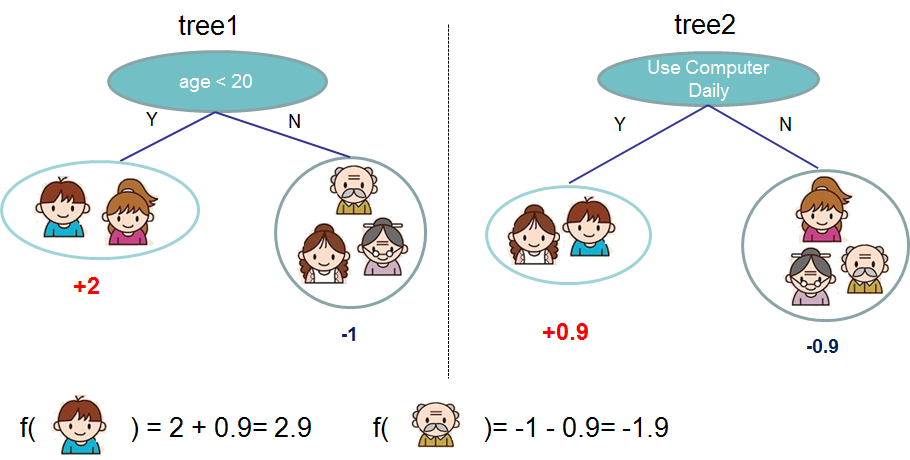 tree1
tree2
age < 20
Use Computer
Daily
Y
N
Y
N
+2
-1
+0.9
-0.9
f( ) = 2 + 0.9= 2.9
f( )= -1 - 0.9= -1.9